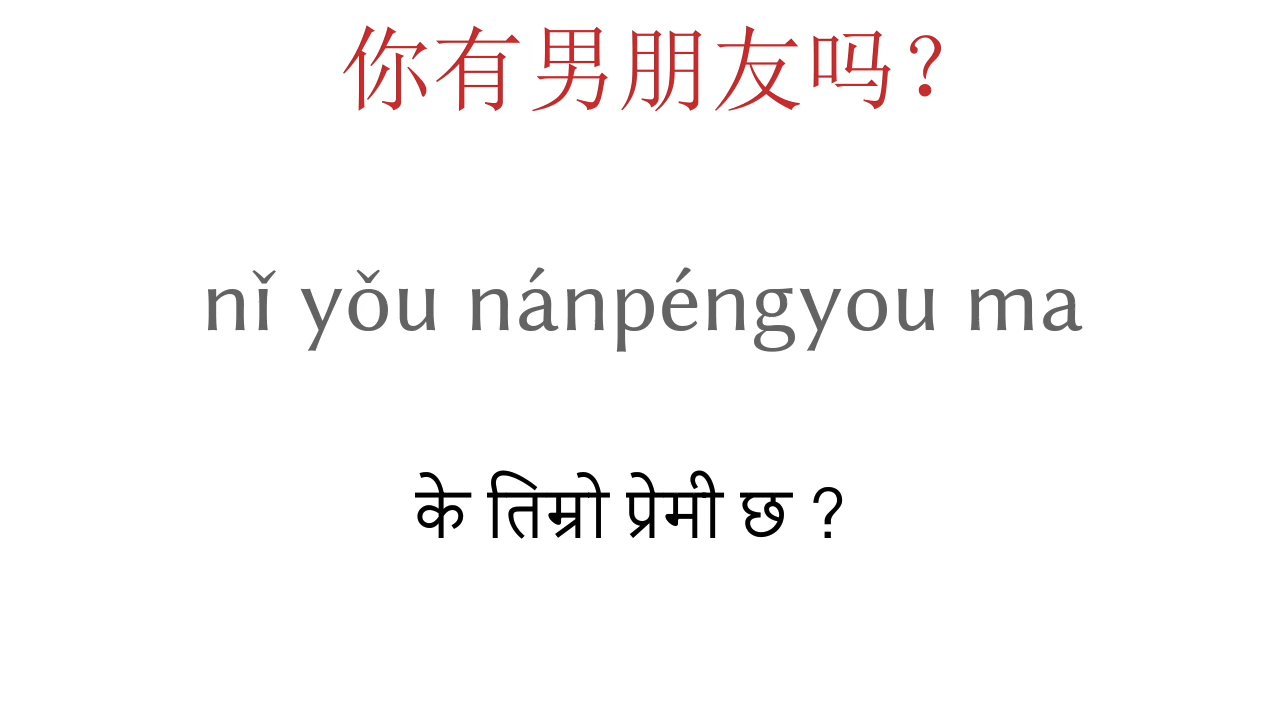 你有男朋友吗？
nǐ yǒu nánpéngyou ma
के तिम्रो प्रेमी छ ?